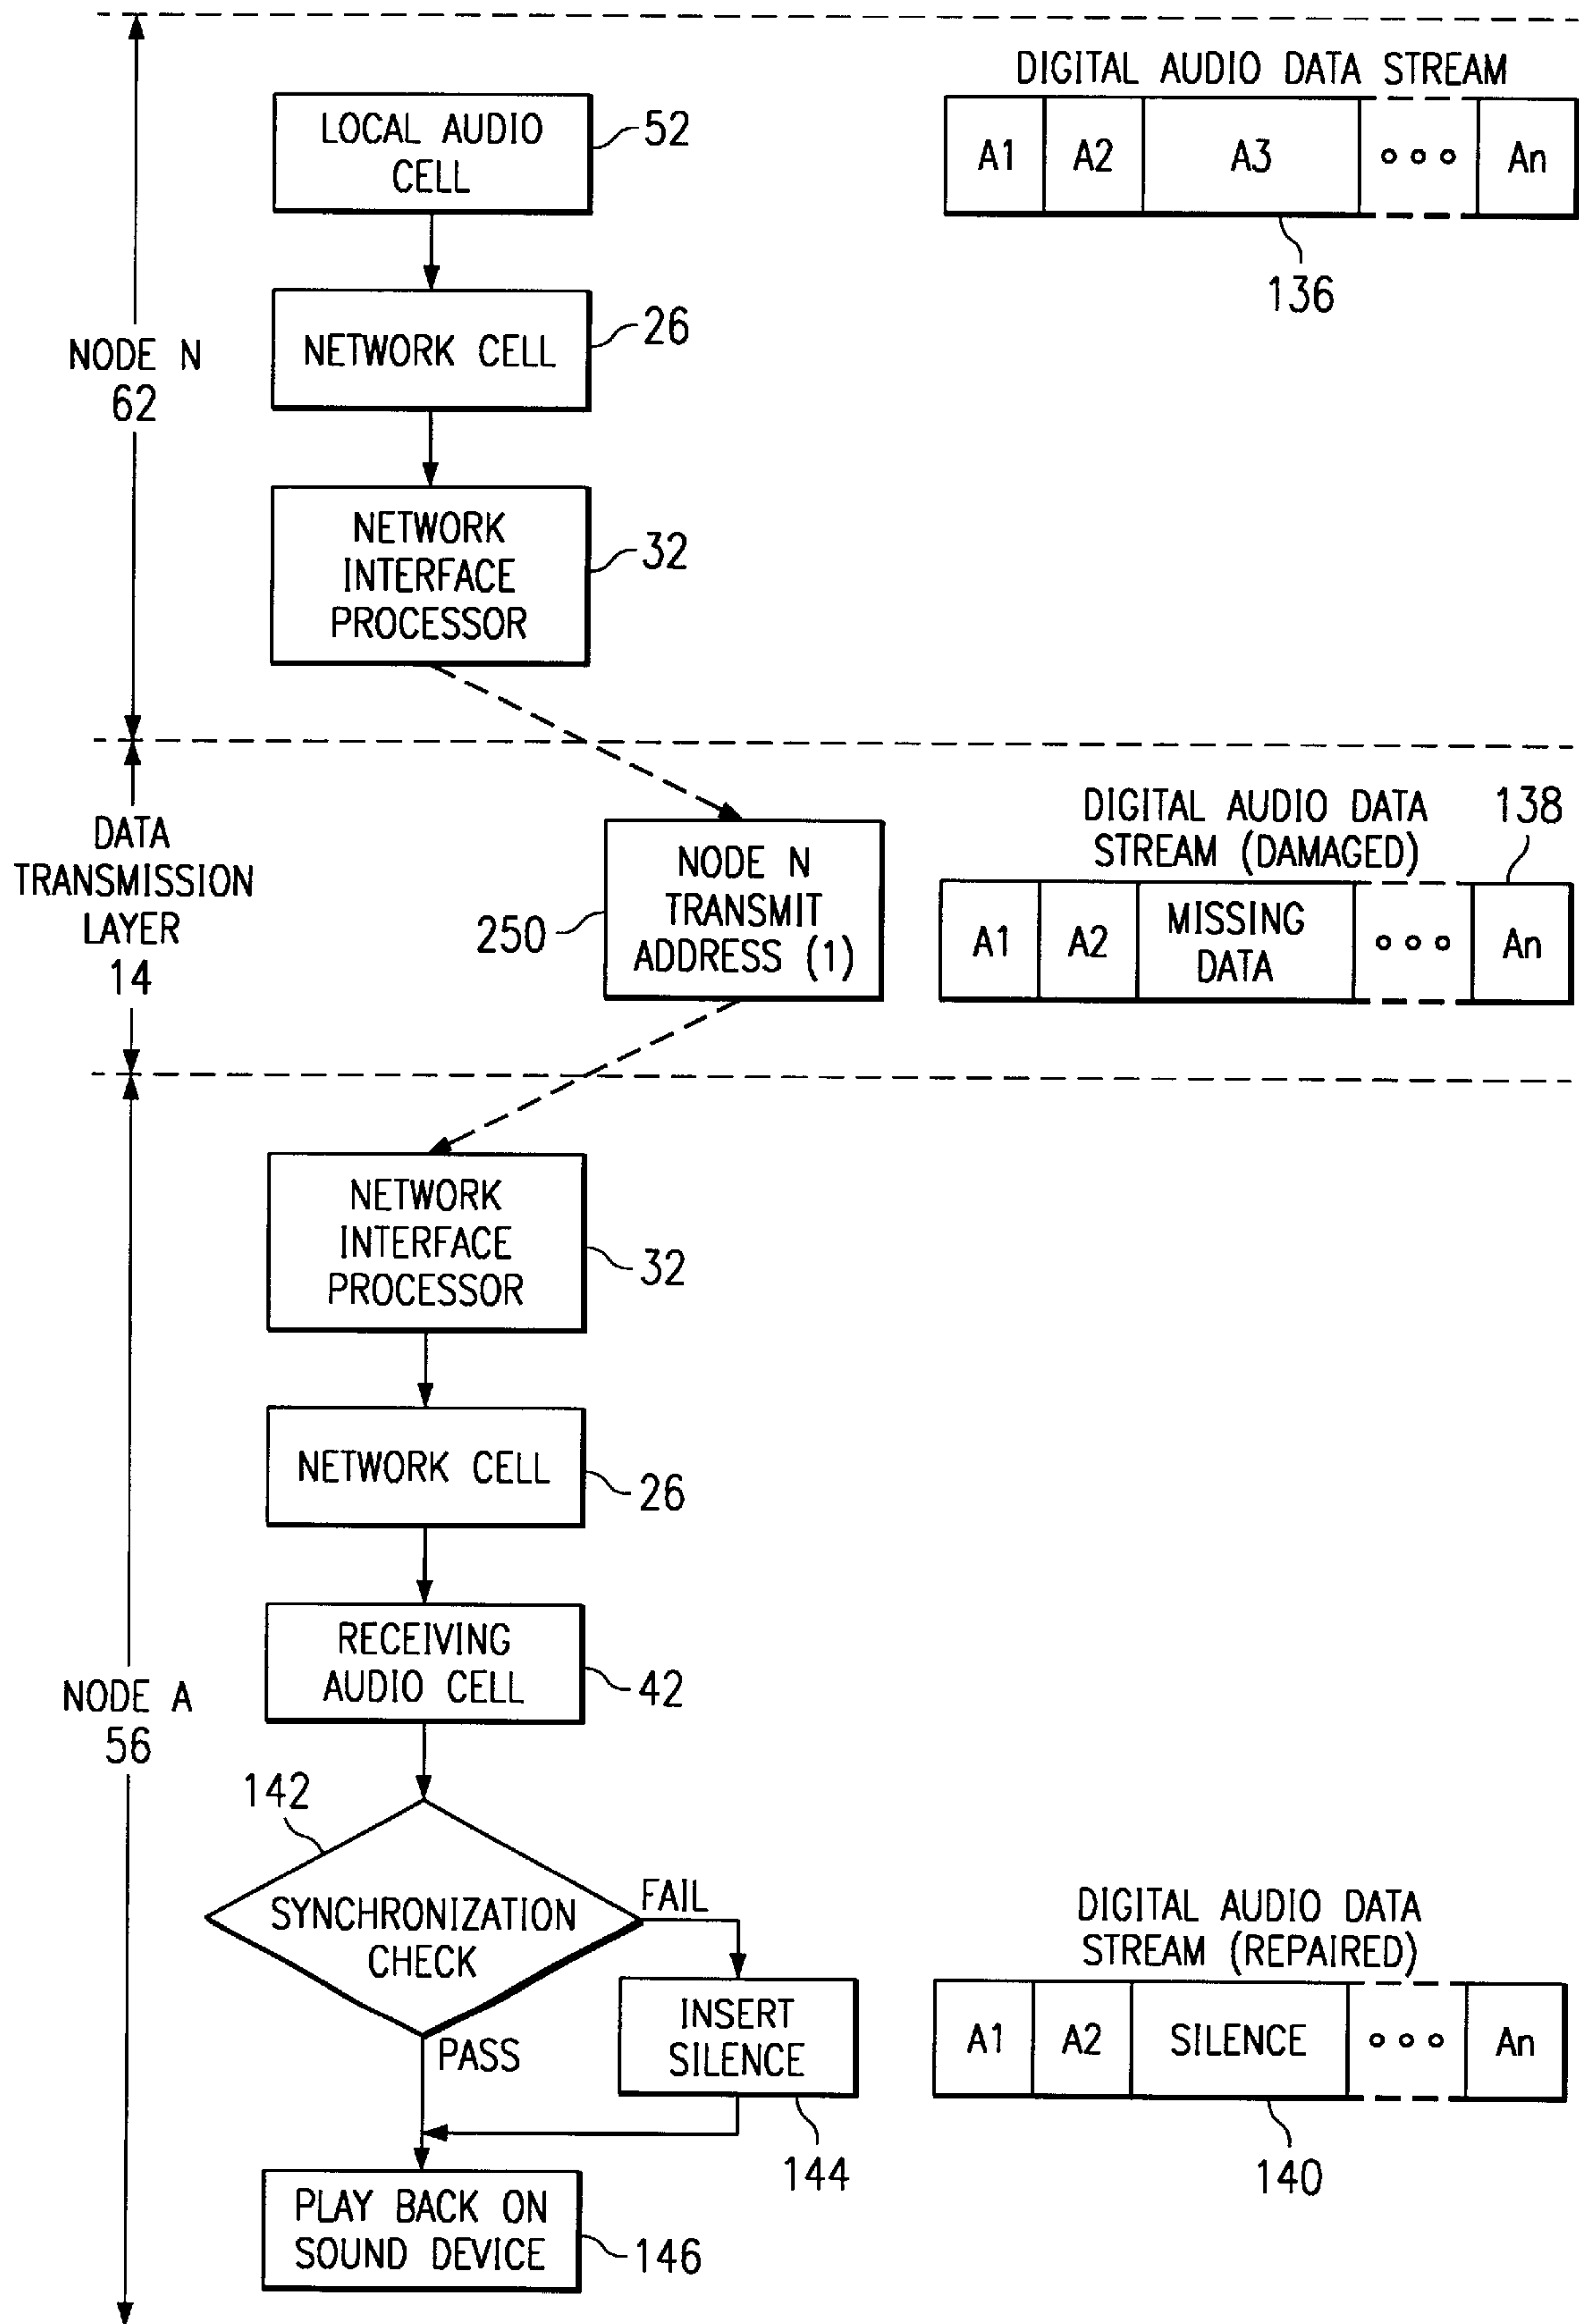 DIGITAL AUDIO DATA STREAM
LOCAL AUDIO
CELL
52
A1 A2 A3 An
136
NETWORK CELL
26
NODE N
62
NETWORK
INTERFACE
PROCESSOR
32
DATA
TRANSMISSION
LAYER
14
NODE N
TRANSMIT
ADDRESS (1)
250
DIGITAL AUDIO DATA
STREAM (DAMAGED)
138
A1 A2 MISSING
DATA An
NETWORK
INTERFACE
PROCESSOR
32
NETWORK CELL
26
RECEIVING
AUDIO CELL
42
NODE A
56
142
SYNCHRONIZATION
CHECK
FAIL
PASS
INSERT
SILENCE
144
DIGITAL AUDIO DATA
STREAM (REPAIRED)
A1 A2 SILENCE An
140
PLAY BACK ON
SOUND DEVICE
146